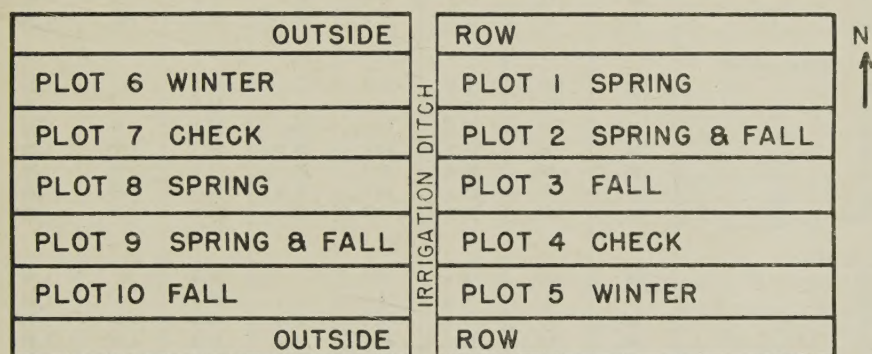 OUTSIDE ROW
PLOT 6 WINTER
PLOT 7 CHECK
PLOT 8 SPRING
PLOT 9 SPRING & FALL
PLOT 10 FALL
OUTSIDE ROW
IRRIGATION DITCH
PLOT 1 SPRING
PLOT 2 SPRING & FALL
PLOT 3 FALL
PLOT 4 CHECK
PLOT 5 WINTER
N